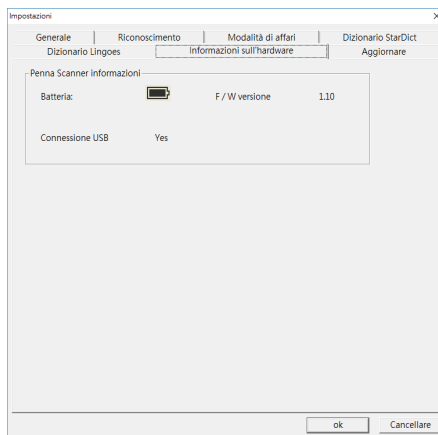 Impostazioni
Generale Riconoscimento Modalità di affari Dizionario StarDict
Dizionario Lingoes Informazioni sull'hardware Aggiornare
Penna Scanner informazioni
Batteria: F / W versione 1.10
Connessione USB Yes
ok Cancellare